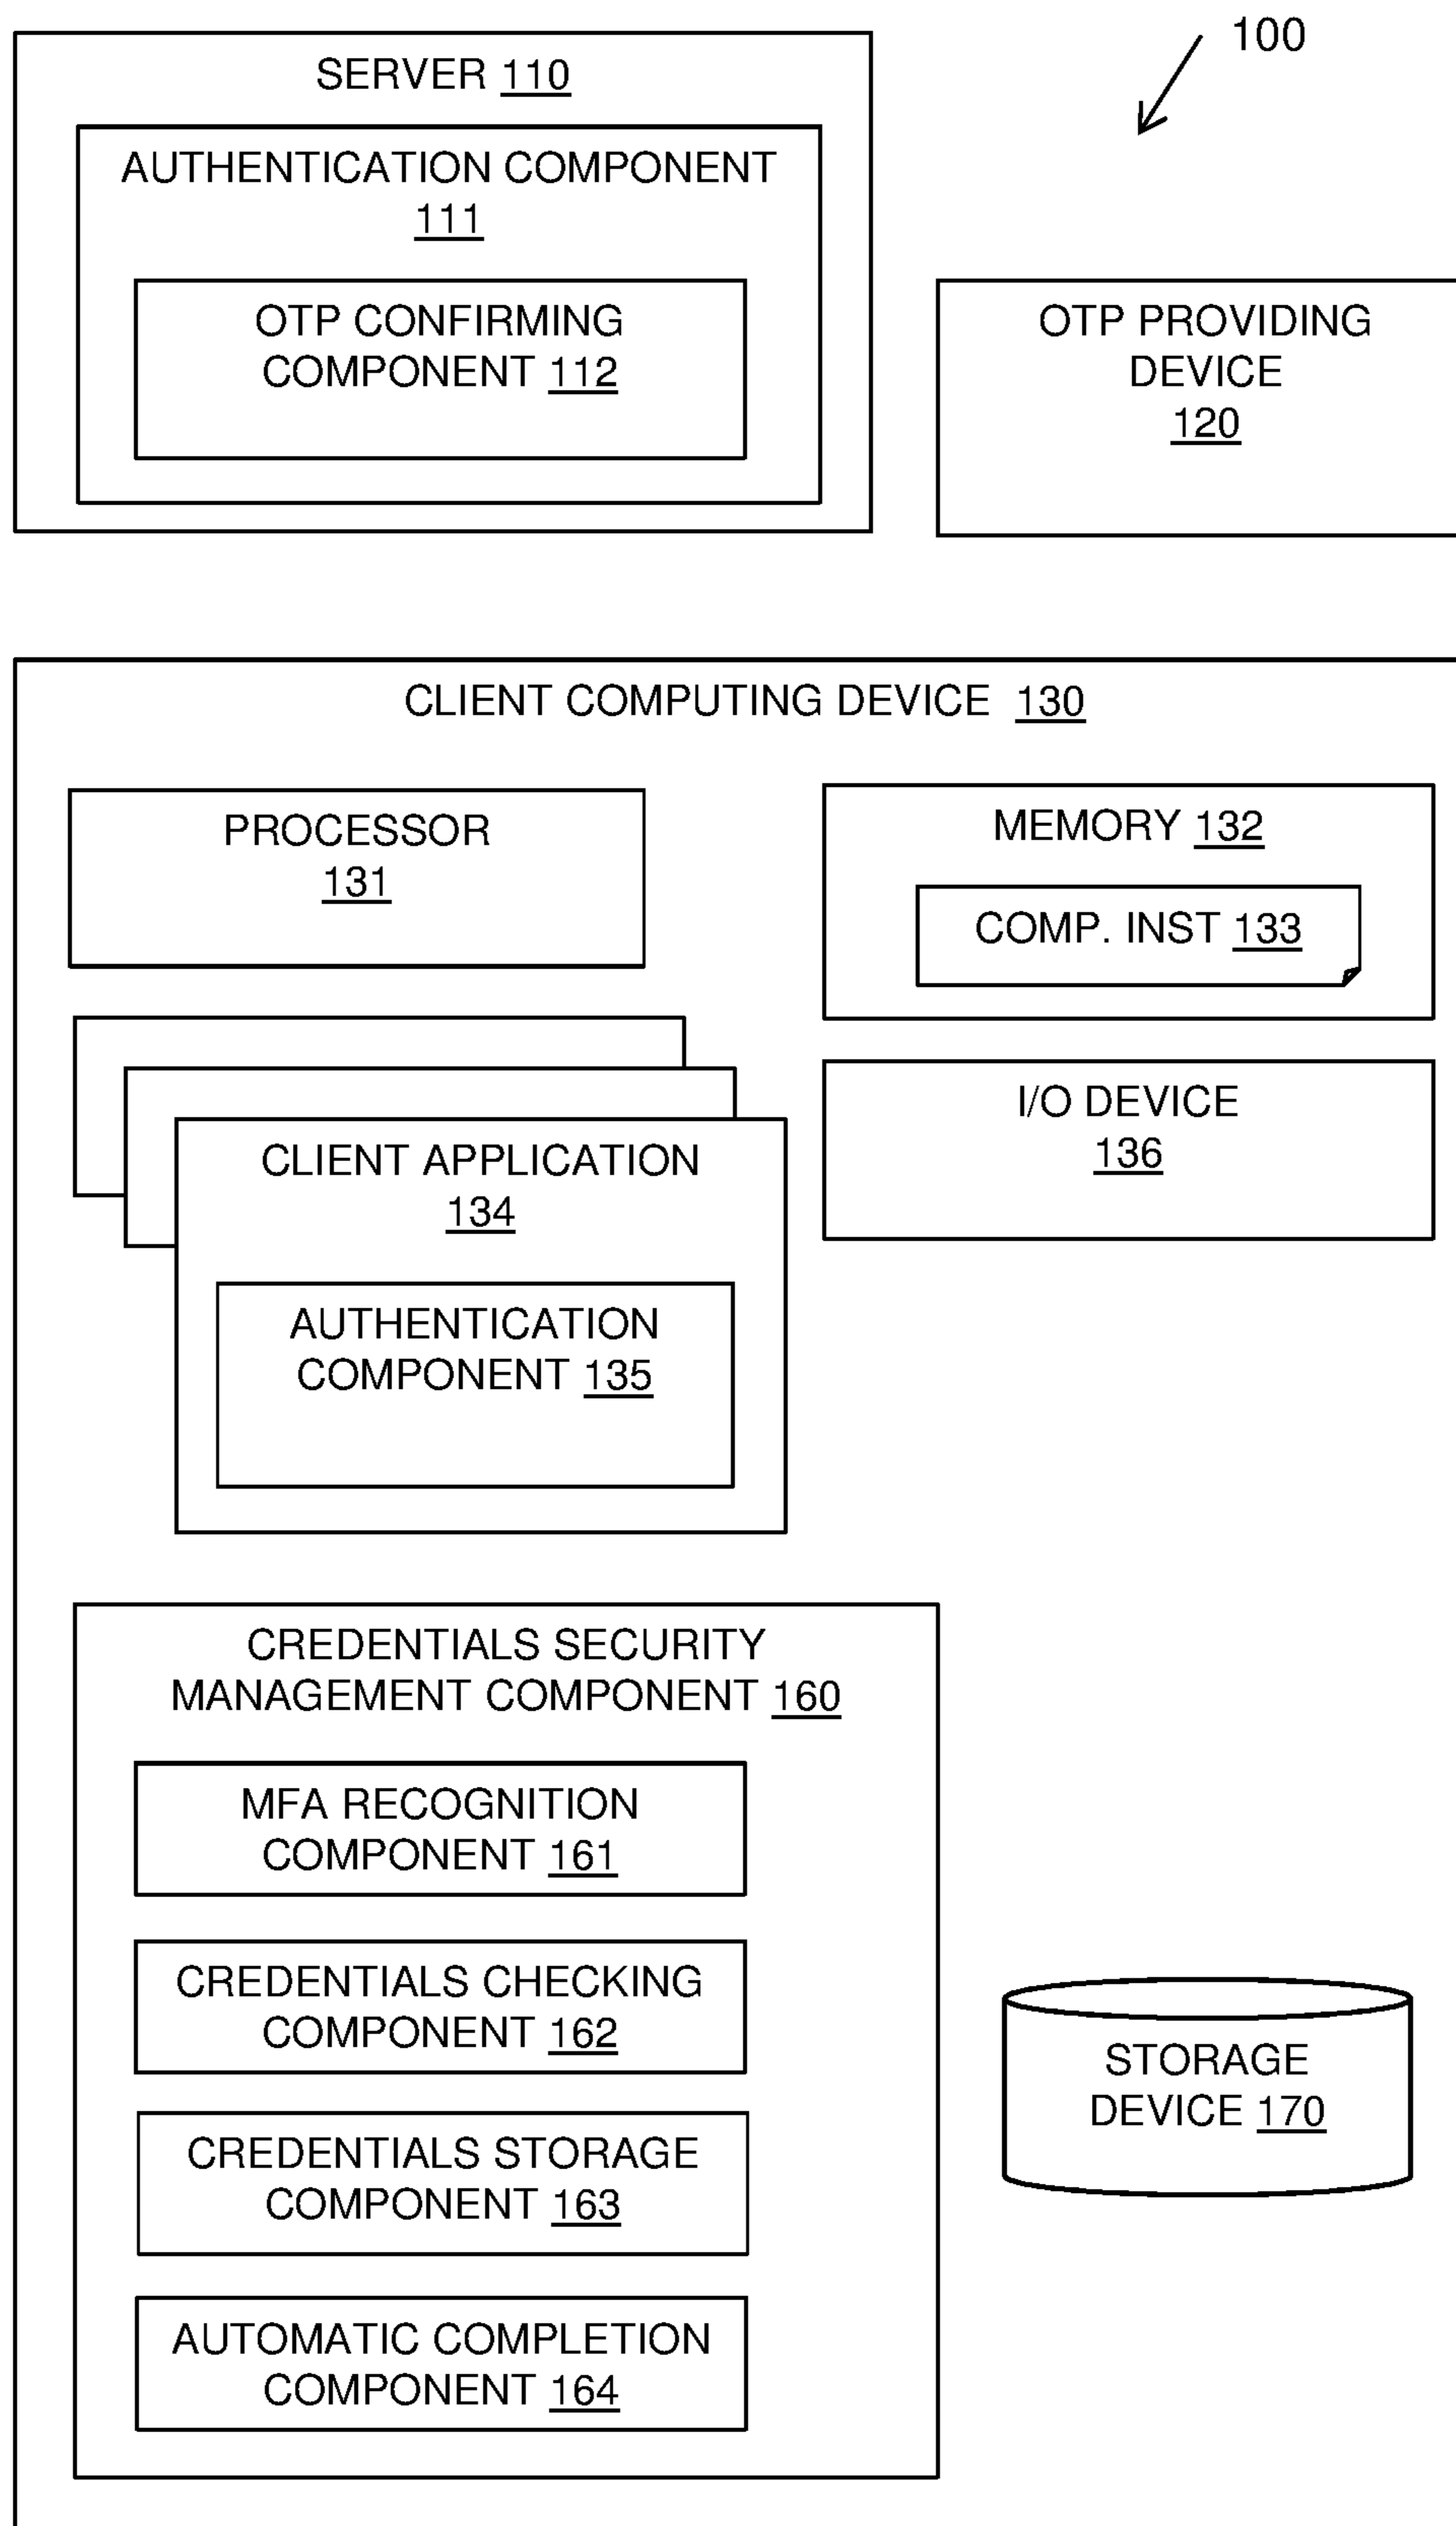 100
SERVER 110
AUTHENTICATION COMPONENT
111
OTP CONFIRMING
COMPONENT 112
OTP PROVIDING
DEVICE
120
CLIENT COMPUTING DEVICE 130
PROCESSOR
131
MEMORY 132
COMP. INST 133
CLIENT APPLICATION
134
AUTHENTICATION
COMPONENT 135
I/O DEVICE
136
CREDENTIALS SECURITY
MANAGEMENT COMPONENT 160
MFA RECOGNITION
COMPONENT 161
CREDENTIALS CHECKING
COMPONENT 162
CREDENTIALS STORAGE
COMPONENT 163
AUTOMATIC COMPLETION
COMPONENT 164
STORAGE
DEVICE 170